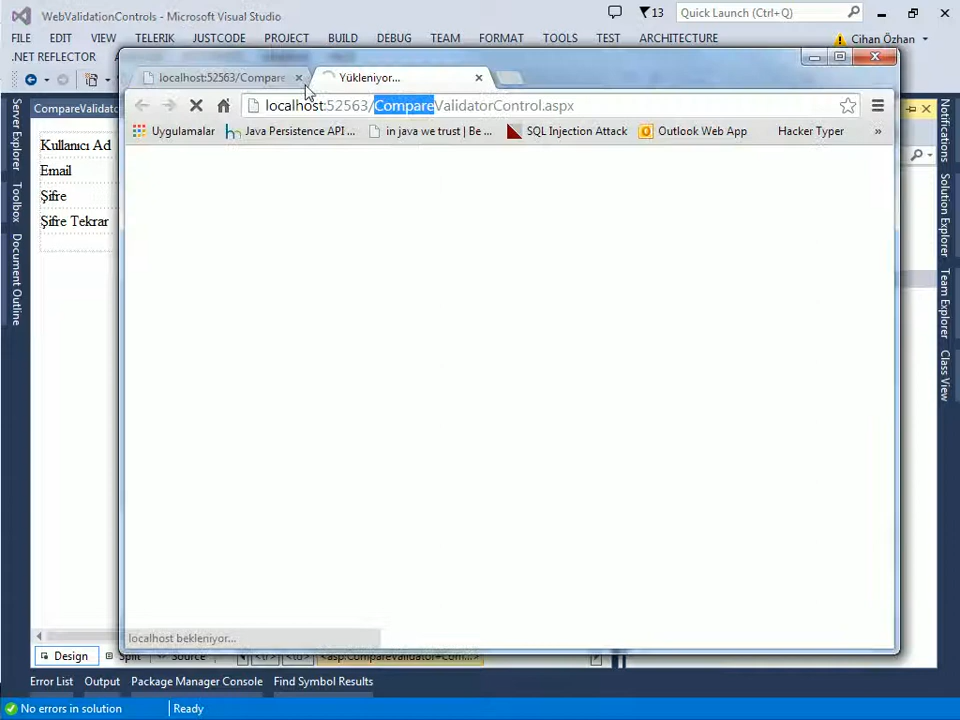 WebValidationControls - Microsoft Visual Studio
13
Quick Launch (Ctrl+Q)
FILE EDIT VIEW TELERIK JUSTCODE PROJECT BUILD DEBUG TEAM FORMAT TOOLS TEST ARCHITECTURE
Cihan Özhan
.NET REFLECTOR
localhost:52563/Compare
Yükleniyor...
CompareValidator
localhost:52563/CompareValidatorControl.aspx
Uygulamalar
Java Persistence API ...
in java we trust | Be ...
SQL Injection Attack
Outlook Web App
Hacker Typer
»
Kullanıcı Ad
Email
Şifre
Şifre Tekrar
Server Explorer
Toolbox
Document Outline
Notifications
Solution Explorer
Team Explorer
Class View
localhost bekleniyor...
Design
Split
Source
<tr>
<td>
Error List Output Package Manager Console Find Symbol Results
No errors in solution
Ready